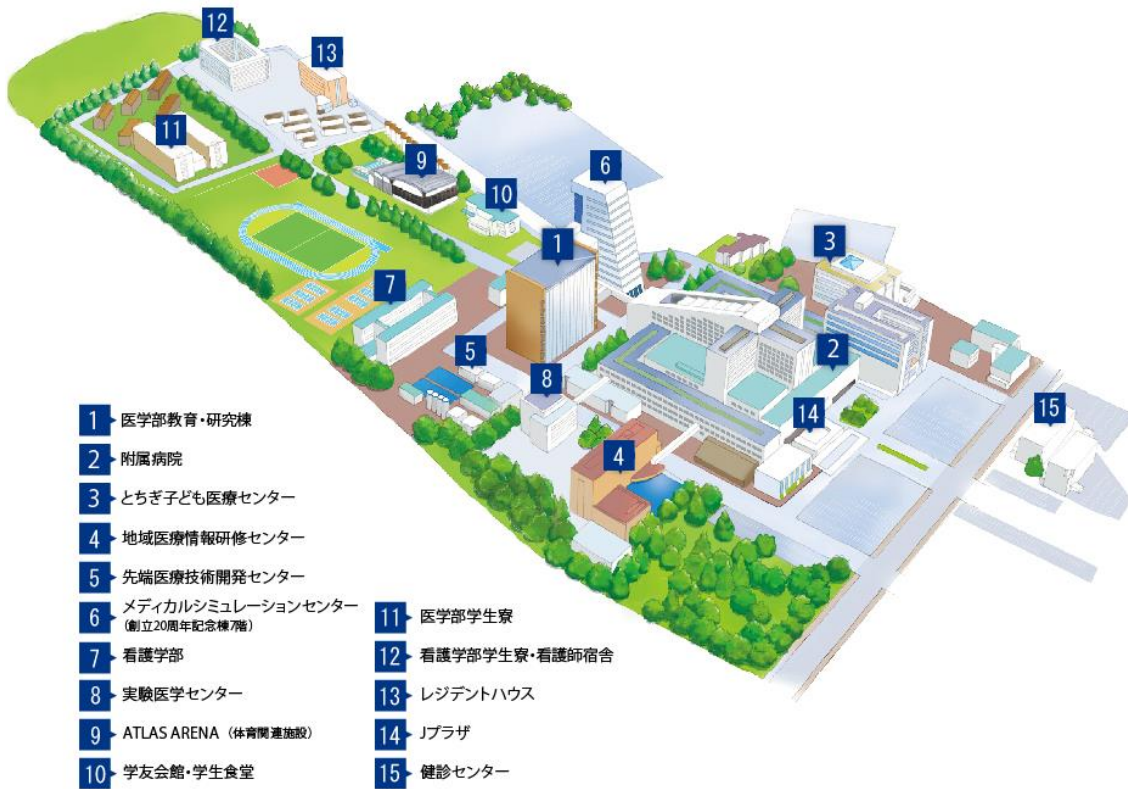 12
13
11
9
6
10
1
3
7
5
2
8
14
15
4
1 医学部教育・研究棟
2 附属病院
3 とちぎ子ども医療センター
4 地域医療情報研修センター
5 先端医療技術開発センター
6 メディカルシミュレーションセンター
(創立20周年記念棟7階)
7 看護学部
8 実験医学センター
9 ATLAS ARENA (体育関連施設)
10 学友会館・学生食堂
11 医学部学生寮
12 看護学部学生寮・看護師宿舎
13 レジデントハウス
14 Jプラザ
15 健診センター